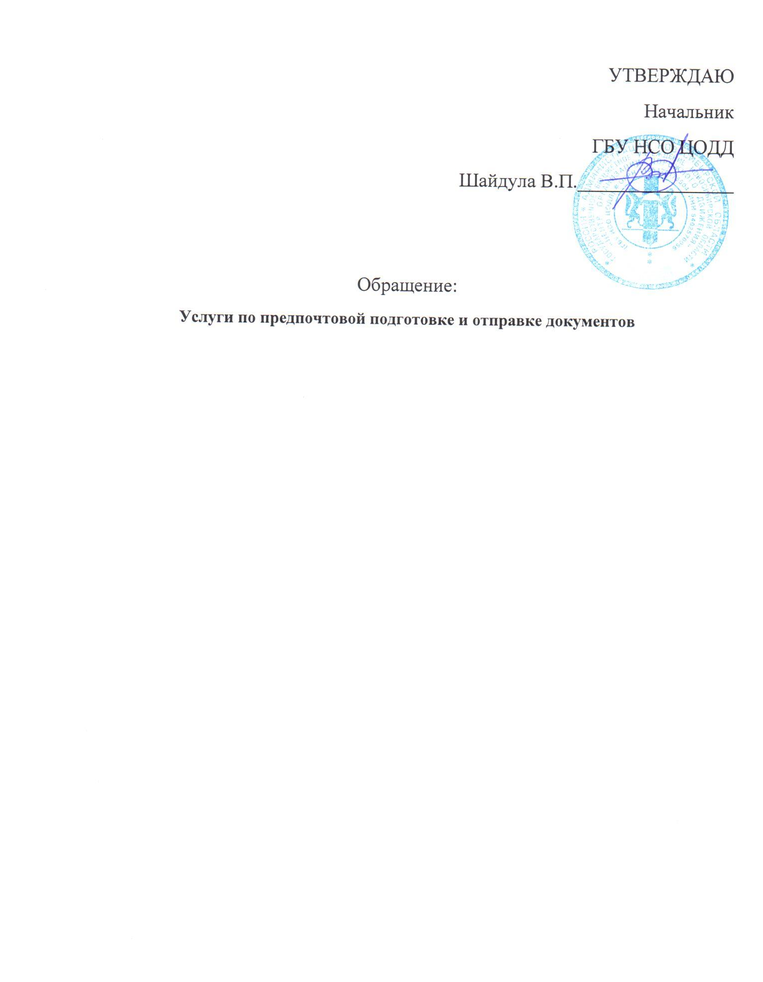 УТВЕРЖДАЮ
Начальник
ГБУ НСО ЦОДД
Шайдула В.П.
Обращение:
Услуги по предпочтовой подготовке и отправке документов